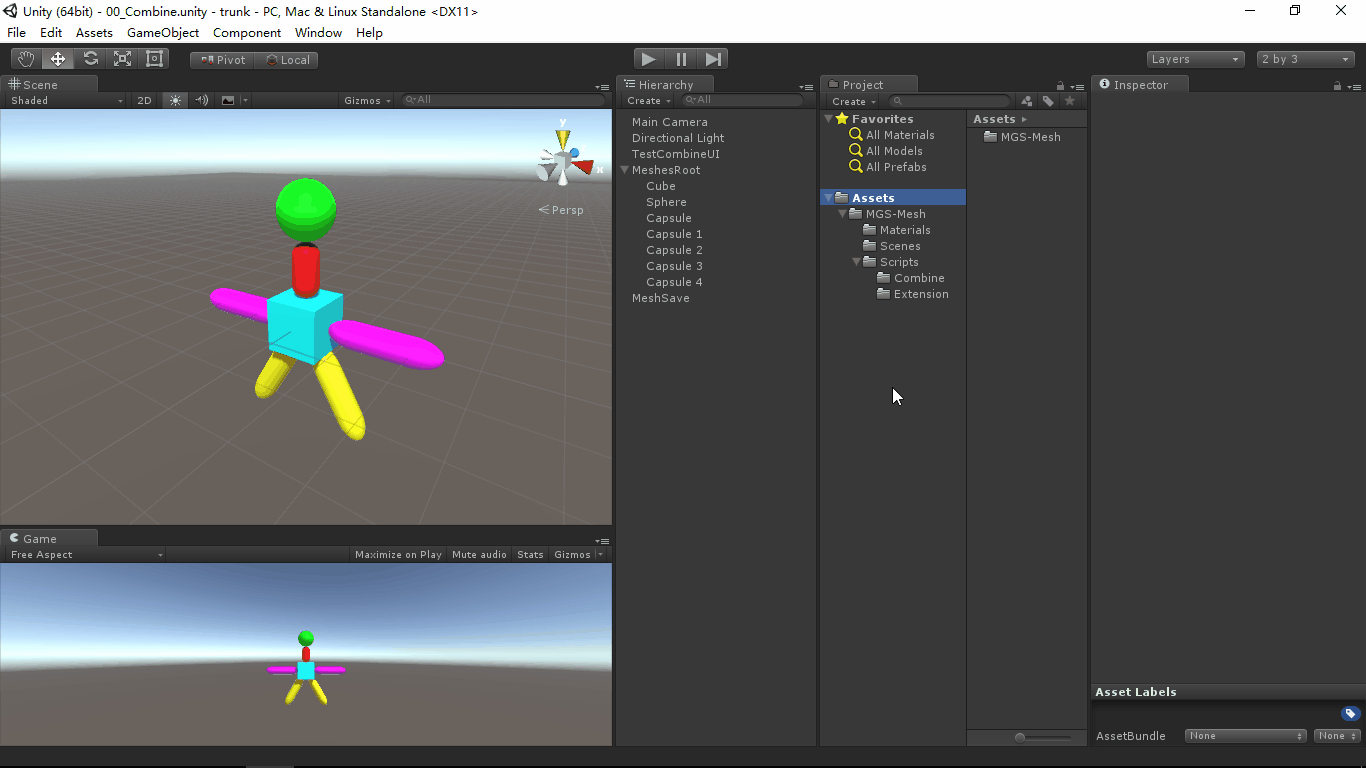 Unity (64bit) - 00_Combine.unity - trunk - PC, Mac & Linux Standalone <DX11>
File Edit Assets GameObject Component Window Help
Pivot Local Layers 2 by 3
Scene
Shaded 2D Gizmos All
y
x
Persp
Game
Free Aspect Maximize on Play Mute audio Stats Gizmos
Hierarchy
Create All
Main Camera
Directional Light
TestCombineUI
MeshesRoot
Cube
Sphere
Capsule
Capsule 1
Capsule 2
Capsule 3
Capsule 4
MeshSave
Project
Create
Favorites
All Materials
All Models
All Prefabs
Assets
MGS-Mesh
Materials
Scenes
Scripts
Combine
Extension
Assets
MGS-Mesh
Inspector
Asset Labels
AssetBundle None None